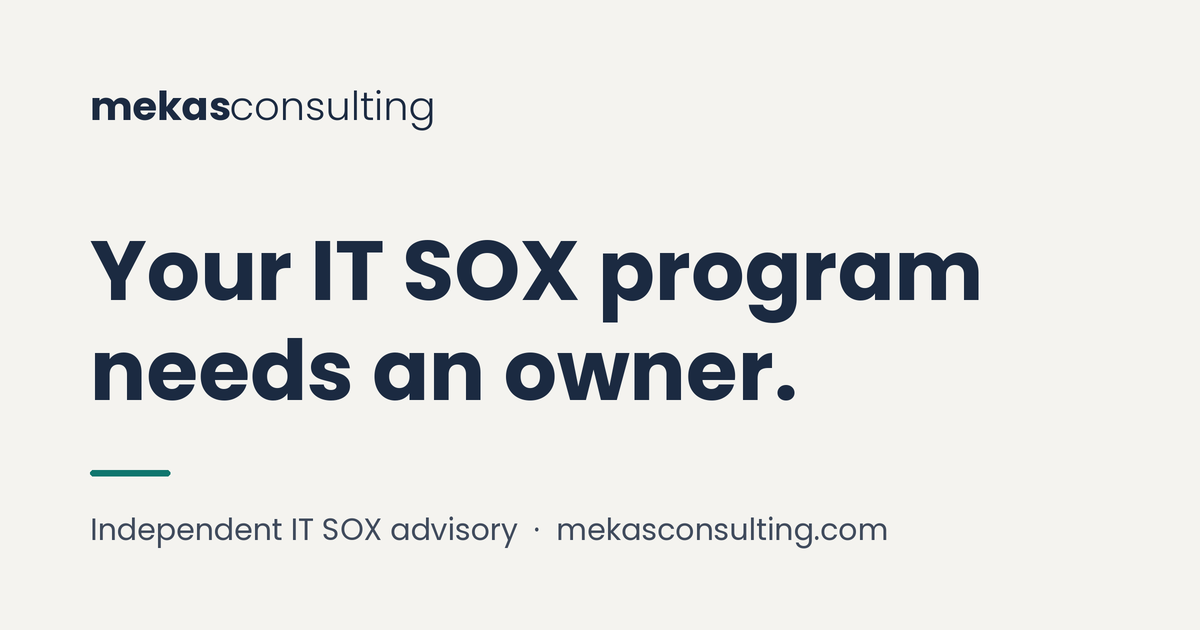 mekasconsulting
Your IT SOX program
needs an owner.
Independent IT SOX advisory · mekasconsulting.com